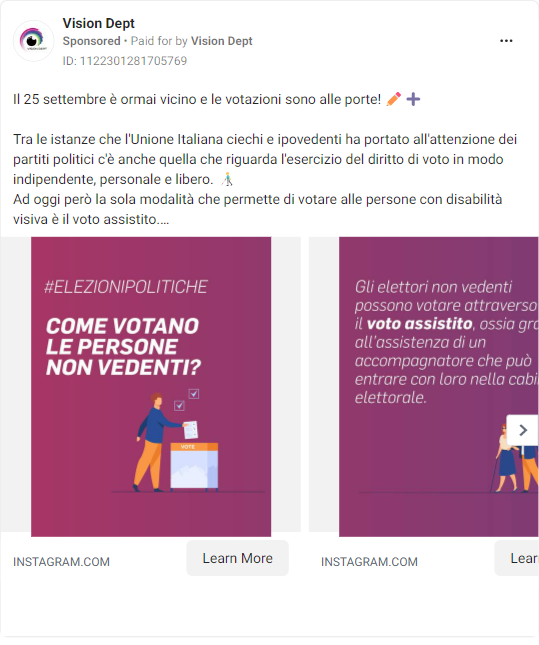 Vision Dept
Sponsored • Paid for by Vision Dept
ID: 1122301281705769
Il 25 settembre è ormai vicino e le votazioni sono alle porte! 
Tra le istanze che l'Unione Italiana ciechi e ipovedenti ha portato all'attenzione dei
partiti politici c'è anche quella che riguarda l'esercizio del diritto di voto in modo
indipendente, personale e libero.
Ad oggi però la sola modalità che permette di votare alle persone con disabilità
visiva è il voto assistito....
#ELEZIONIPOLITICHE
COME VOTANO
LE PERSONE
NON VEDENTI?
VOTE
Gli elettori non vedenti
possono votare attraverso
il voto assistito, ossia gra
all'assistenza di un
accompagnatore che può
entrare con loro nella cabi
elettorale.
INSTAGRAM.COM
Learn More
INSTAGRAM.COM
Lear